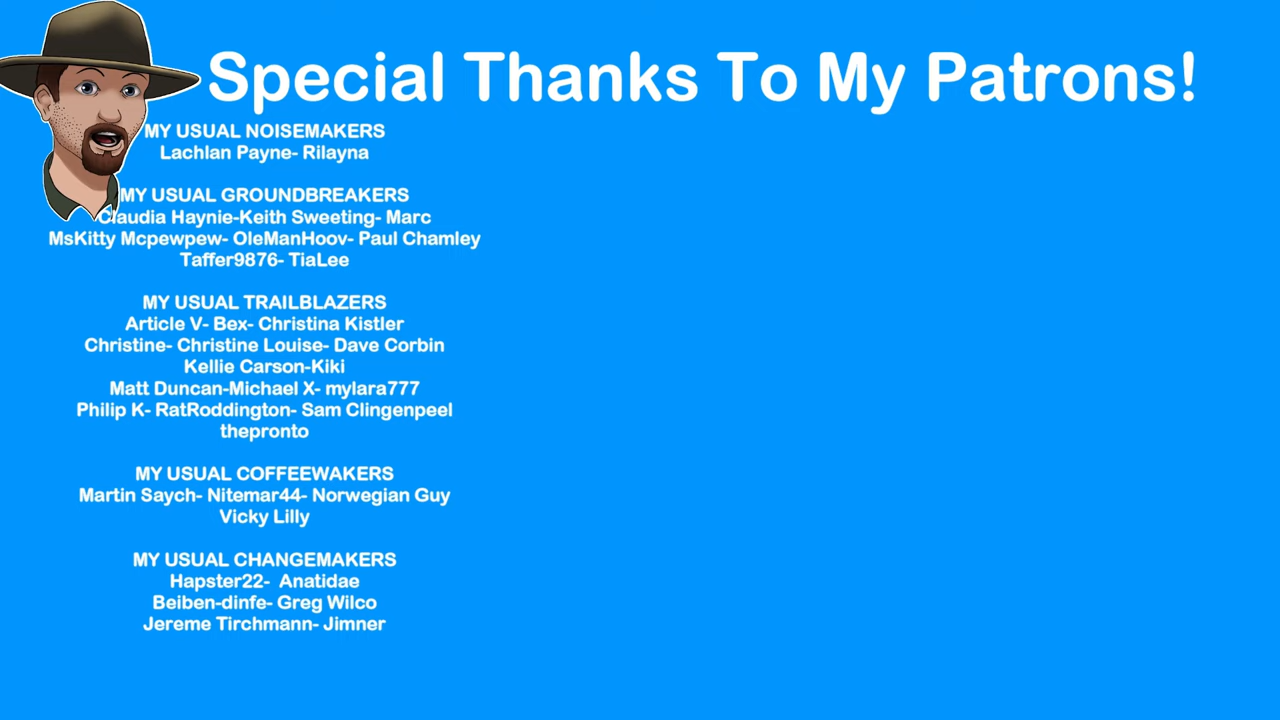 Special Thanks To My Patrons!
MY USUAL NOISEMAKERS
Lachlan Payne- Rilayna
MY USUAL GROUNDBREAKERS
Claudia Haynie-Keith Sweeting- Marc
MsKitty Mcpewpew- OleManHoov- Paul Chamley
Taffer9876- TiaLee
MY USUAL TRAILBLAZERS
Article V- Bex- Christina Kistler
Christine- Christine Louise- Dave Corbin
Kellie Carson-Kiki
Matt Duncan-Michael X- mylara777
Philip K- RatRoddington- Sam Clingenpeel
thepronto
MY USUAL COFFEEWAKERS
Martin Saych- Nitemar44- Norwegian Guy
Vicky Lilly
MY USUAL CHANGEMAKERS
Hapster22-  Anatidae
Beiben-dinfe- Greg Wilco
Jereme Tirchmann- Jimner